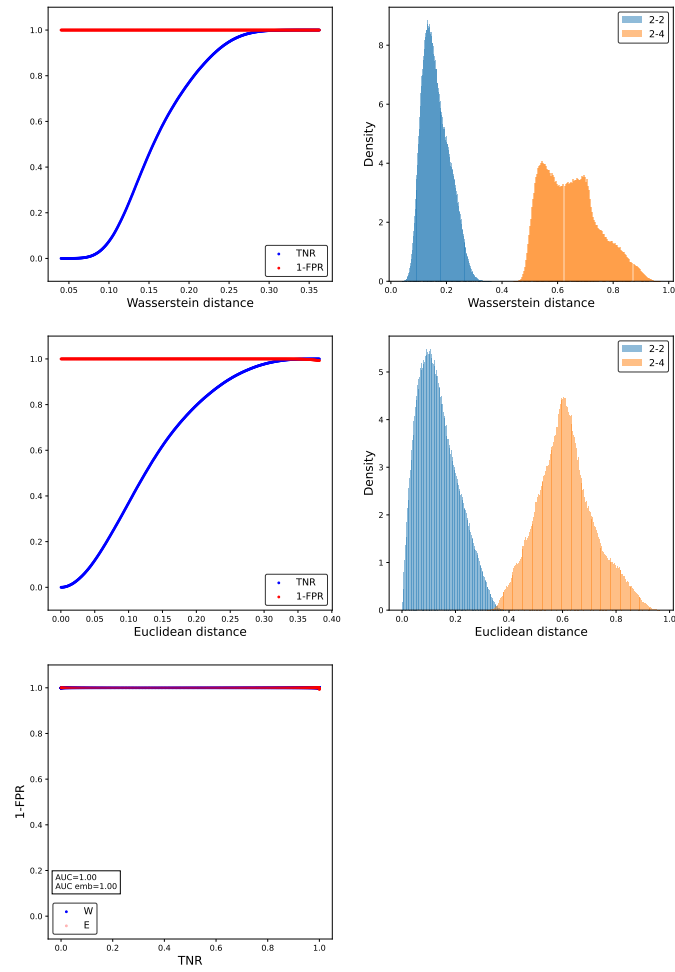 1.0
0.8
0.6
0.4
0.2
0.0
TNR
1-FPR
0.05 0.10 0.15 0.20 0.25 0.30 0.35
Wasserstein distance
8
6
4
2
0
Density
2-2
2-4
0.0 0.2 0.4 0.6 0.8 1.0
Wasserstein distance
1.0
0.8
0.6
0.4
0.2
0.0
TNR
1-FPR
0.00 0.05 0.10 0.15 0.20 0.25 0.30 0.35 0.40
Euclidean distance
5
4
3
2
1
0
Density
2-2
2-4
0.0 0.2 0.4 0.6 0.8 1.0
Euclidean distance
1.0
0.8
0.6
0.4
0.2
0.0
1-FPR
AUC=1.00
AUC emb=1.00
W
E
0.0 0.2 0.4 0.6 0.8 1.0
TNR